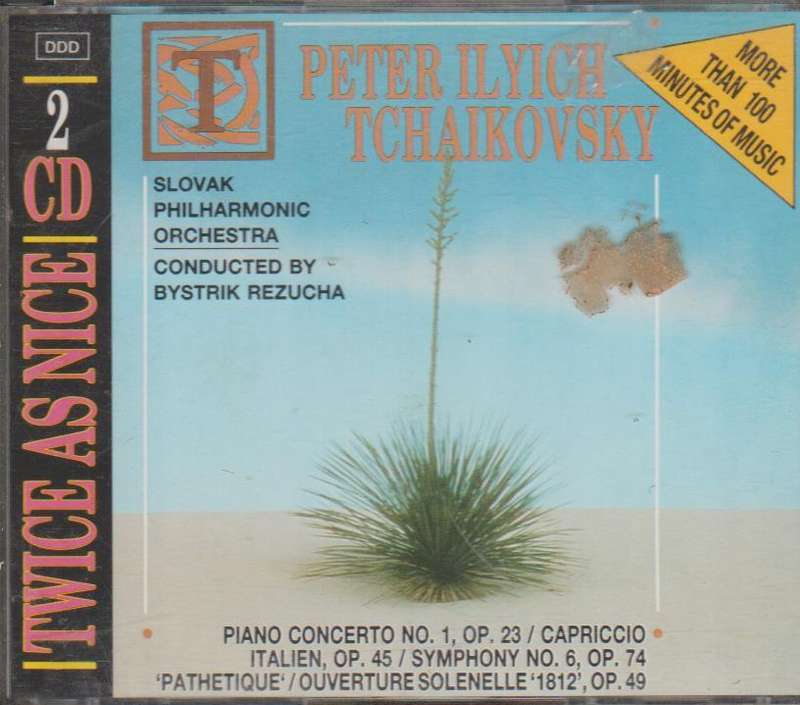 DDD
2
CD
TWICE AS NICE
T
PETER ILYICH
TCHAIKOVSKY
MORE
THAN 100
MINUTES OF MUSIC
SLOVAK
PHILHARMONIC
ORCHESTRA
CONDUCTED BY
BYSTRIK REZUCHA
PIANO CONCERTO NO. 1, OP. 23 / CAPRICCIO
ITALIEN, OP. 45 / SYMPHONY NO. 6, OP. 74
'PATHETIQUE' / OUVERTURE SOLENELLE '1812', OP. 49